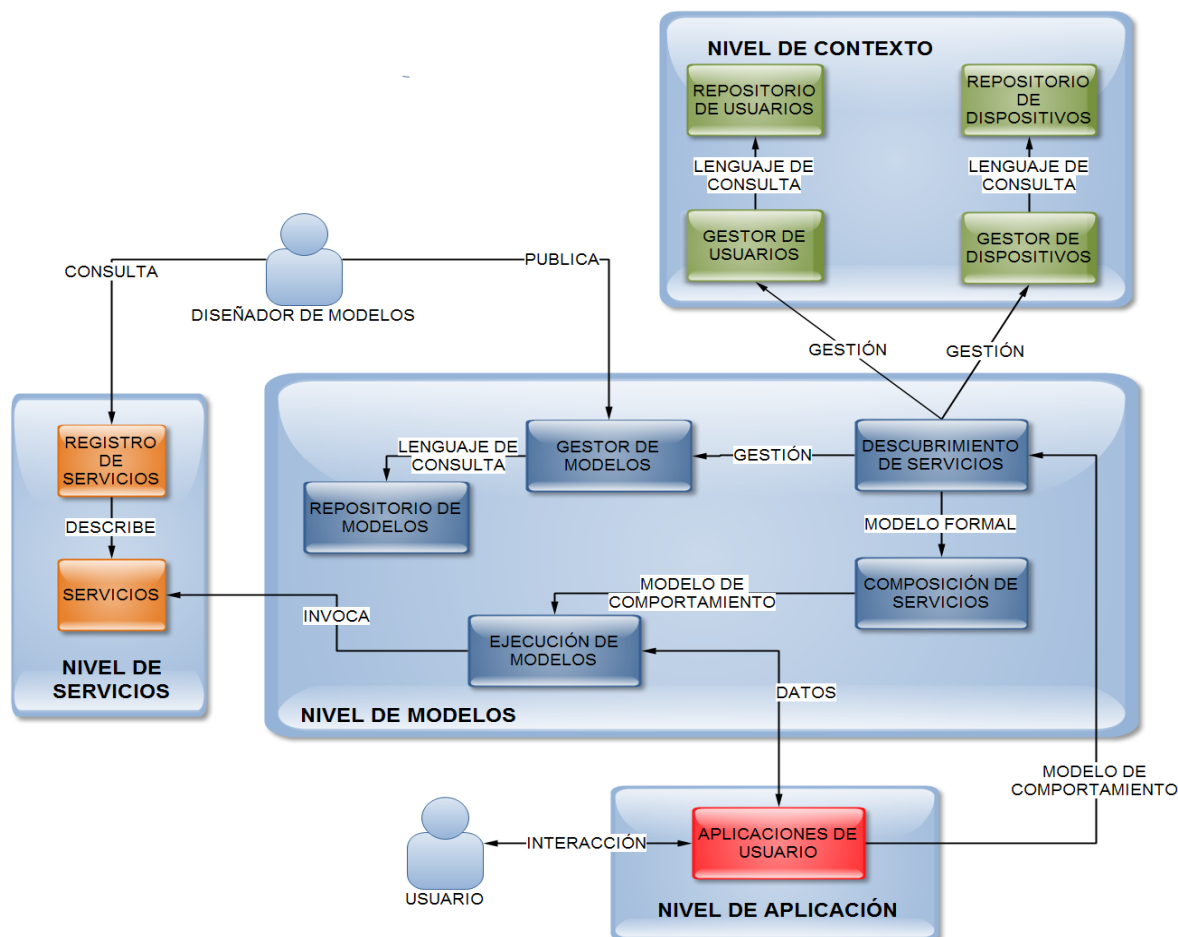 NIVEL DE CONTEXTO
REPOSITORIO
DE USUARIOS
REPOSITORIO
DE
DISPOSITIVOS
LENGUAJE DE
CONSULTA
LENGUAJE DE
CONSULTA
GESTOR DE
USUARIOS
GESTOR DE
DISPOSITIVOS
CONSULTA
PUBLICA
DISEÑADOR DE MODELOS
GESTIÓN
GESTIÓN
REGISTRO
DE
SERVICIOS
DESCRIBE
SERVICIOS
NIVEL DE
SERVICIOS
LENGUAJE DE
CONSULTA
GESTOR DE
MODELOS
GESTIÓN
DESCUBRIMIENTO
DE SERVICIOS
REPOSITORIO DE
MODELOS
MODELO FORMAL
COMPOSICIÓN DE
SERVICIOS
MODELO DE
COMPORTAMIENTO
INVOCA
EJECUCIÓN DE
MODELOS
DATOS
NIVEL DE MODELOS
MODELO DE
COMPORTAMIENTO
INTERACCIÓN
USUARIO
APLICACIONES DE
USUARIO
NIVEL DE APLICACIÓN